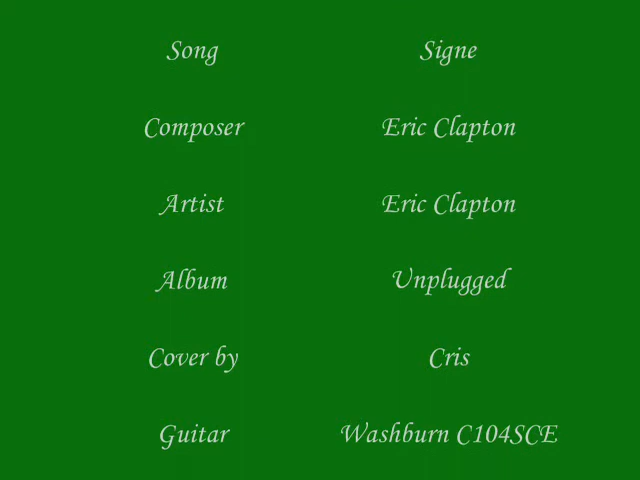 Song Signe
Composer Eric Clapton
Artist Eric Clapton
Album Unplugged
Cover by Cris
Guitar Washburn C104SCE